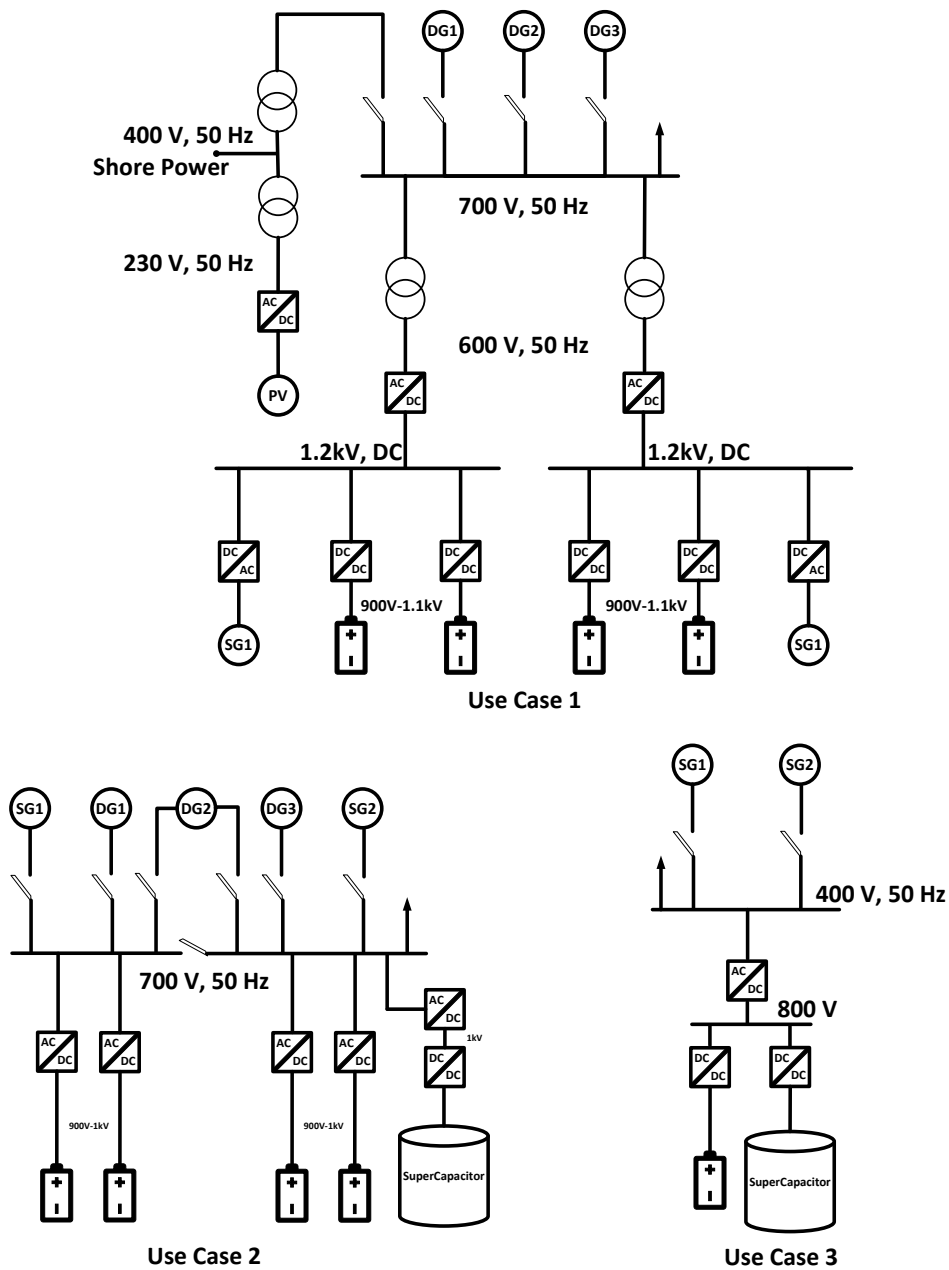 DG1
DG2
DG3
400 V, 50 Hz
Shore Power
700 V, 50 Hz
230 V, 50 Hz
AC
DC
PV
600 V, 50 Hz
AC
DC
AC
DC
1.2kV, DC
1.2kV, DC
DC
AC
DC
DC
DC
DC
DC
DC
DC
DC
DC
AC
900V-1.1kV
900V-1.1kV
SG1
+
+
+
+
SG1
Use Case 1
SG1
DG1
DG2
DG3
SG2
700 V, 50 Hz
AC
DC
AC
DC
AC
DC
AC
DC
AC
DC
1kV
DC
DC
900V-1kV
900V-1kV
+
+
+
+
SuperCapacitor
Use Case 2
SG1
SG2
400 V, 50 Hz
AC
DC
800 V
DC
DC
DC
DC
+
SuperCapacitor
Use Case 3